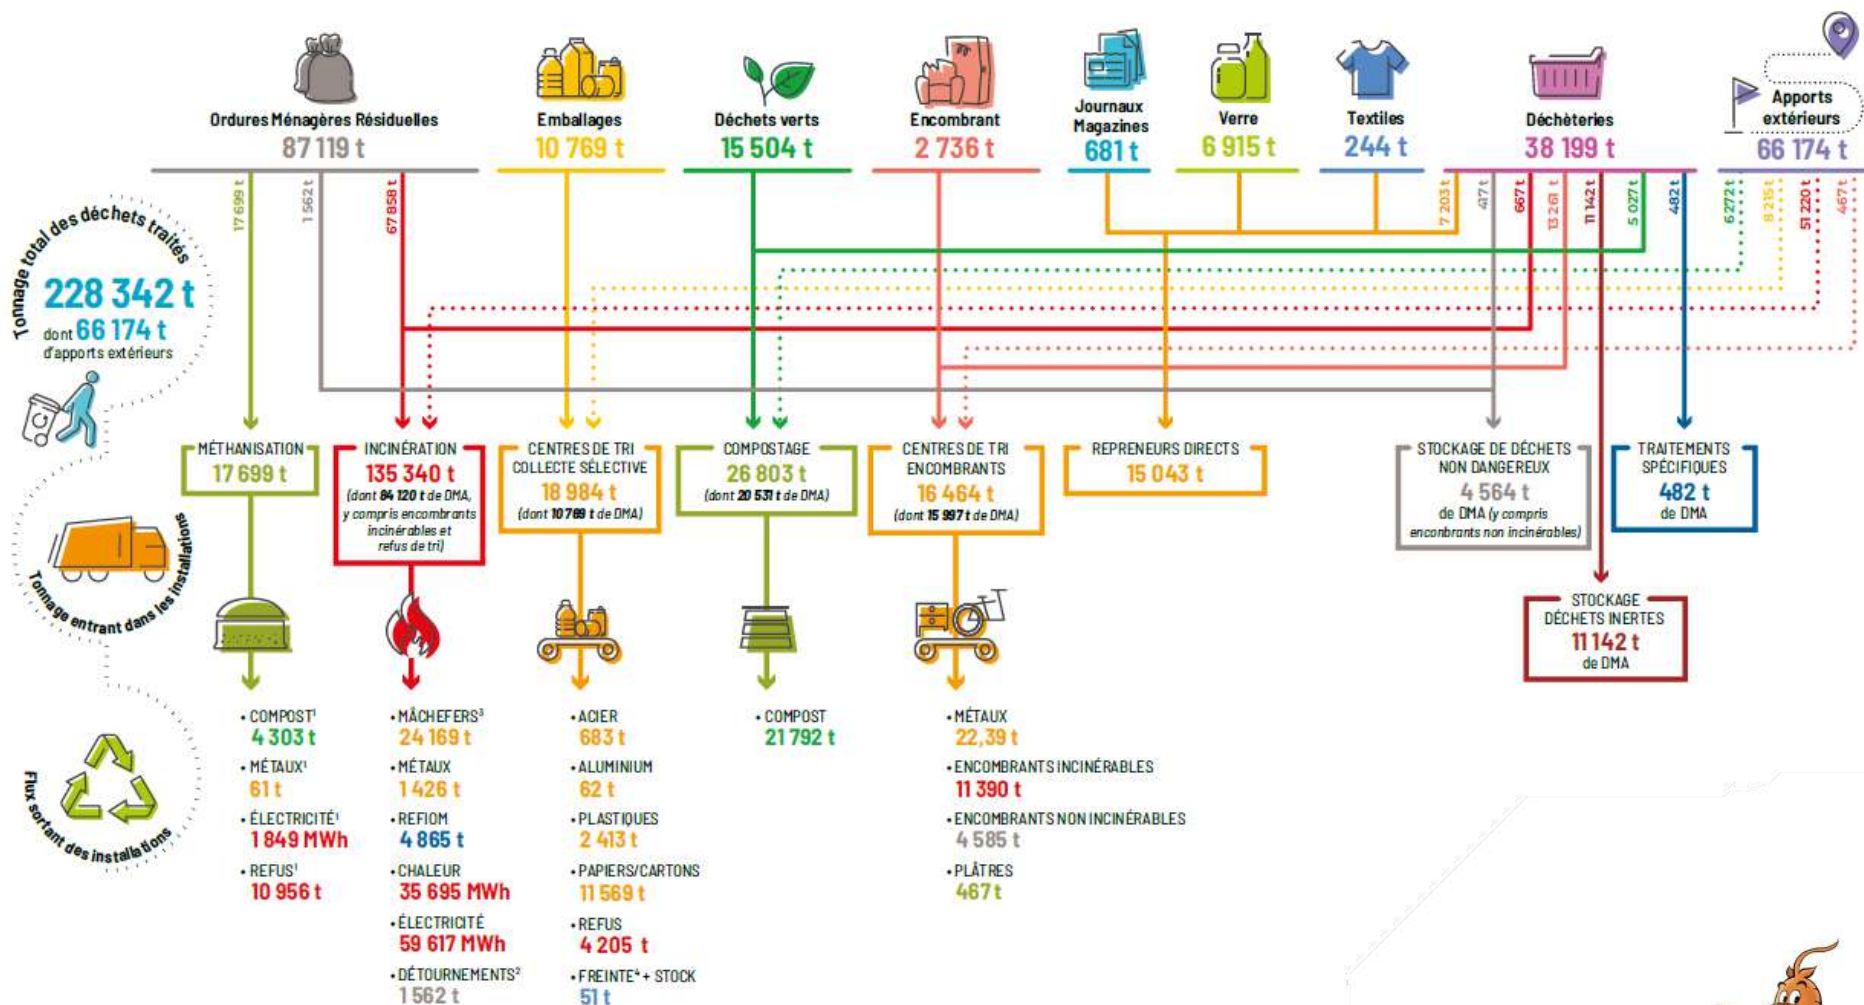 Ordures Ménagères Résiduelles
87 119 t
Emballages
10 769 t
Déchets verts
15 504 t
Encombrant
2 736 t
Journaux
Magazines
681 t
Verre
6 915 t
Textiles
244 t
Déchèteries
38 199 t
Apports
extérieurs
66 174 t
17 699 t
1 562 t
67 858 t
7 203 t
417 t
667 t
13 261 t
11 142 t
5 027 t
482 t
6 272 t
8 215 t
51 220 t
467 t
Tonnage total des déchets traités
228 342 t
dont 66 174 t
d'apports extérieurs
MÉTHANISATION
17 699 t
INCINÉRATION
135 340 t
(dont 84 120 t de DMA,
y compris encombrants
incinérables et
refus de tri)
CENTRES DE TRI
COLLECTE SÉLECTIVE
18 984 t
(dont 10 769 t de DMA)
COMPOSTAGE
26 803 t
(dont 20 531 t de DMA)
CENTRES DE TRI
ENCOMBRANTS
16 464 t
(dont 15 997 t de DMA)
REPRENEURS DIRECTS
15 043 t
STOCKAGE DE DÉCHETS
NON DANGEREUX
4 564 t
de DMA (y compris
enconbrants non incinérables)
TRAITEMENTS
SPÉCIFIQUES
482 t
de DMA
STOCKAGE
DÉCHETS INERTES
11 142 t
de DMA
Tonnage entrant dans les installations
Flux sortant des installations
• COMPOST¹
4 303 t
• MÉTAUX¹
61 t
• ÉLECTRICITÉ¹
1 849 MWh
• REFUS¹
10 956 t
• MÂCHEFERS³
24 169 t
• MÉTAUX
1 426 t
• REFIOM
4 865 t
• CHALEUR
35 695 MWh
• ÉLECTRICITÉ
59 617 MWh
• DÉTOURNEMENTS²
1 562 t
• ACIER
683 t
• ALUMINIUM
62 t
• PLASTIQUES
2 413 t
• PAPIERS/CARTONS
11 569 t
• REFUS
4 205 t
• FREINTE⁴ + STOCK
51 t
• COMPOST
21 792 t
• MÉTAUX
22,39 t
• ENCOMBRANTS INCINÉRABLES
11 390 t
• ENCOMBRANTS NON INCINÉRABLES
4 585 t
• PLÂTRES
467 t